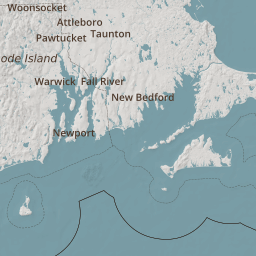 Woonsocket
Attleboro
Pawtucket Taunton
ode Island
Warwick Fall River
New Bedford
Newport